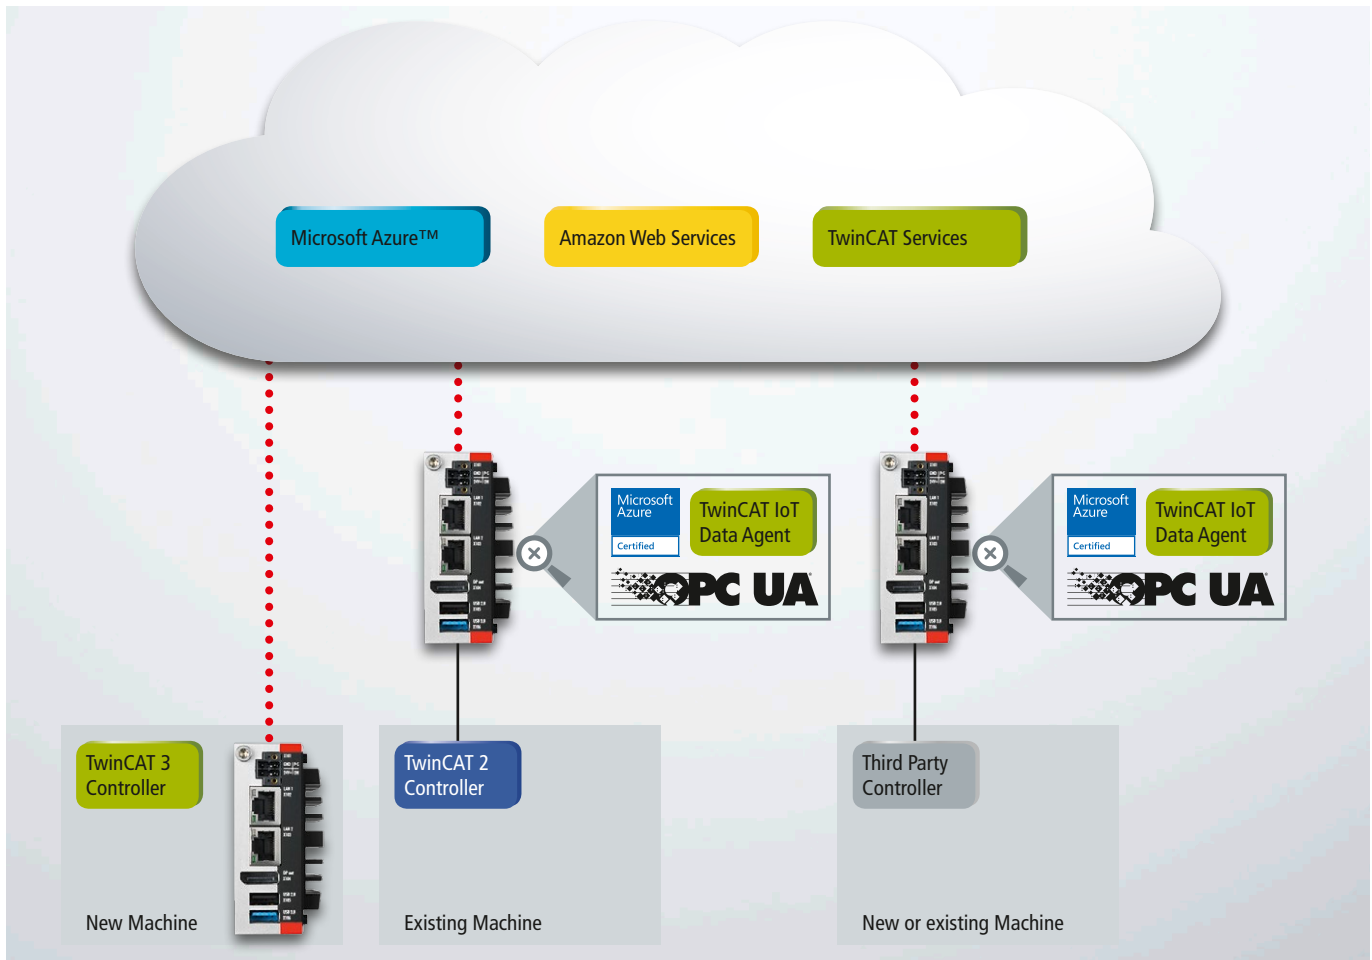 Microsoft Azure™
Amazon Web Services
TwinCAT Services
Microsoft
Azure
Certified
TwinCAT IoT
Data Agent
OPC UA
Microsoft
Azure
Certified
TwinCAT IoT
Data Agent
OPC UA
TwinCAT 3
Controller
New Machine
TwinCAT 2
Controller
Existing Machine
Third Party
Controller
New or existing Machine